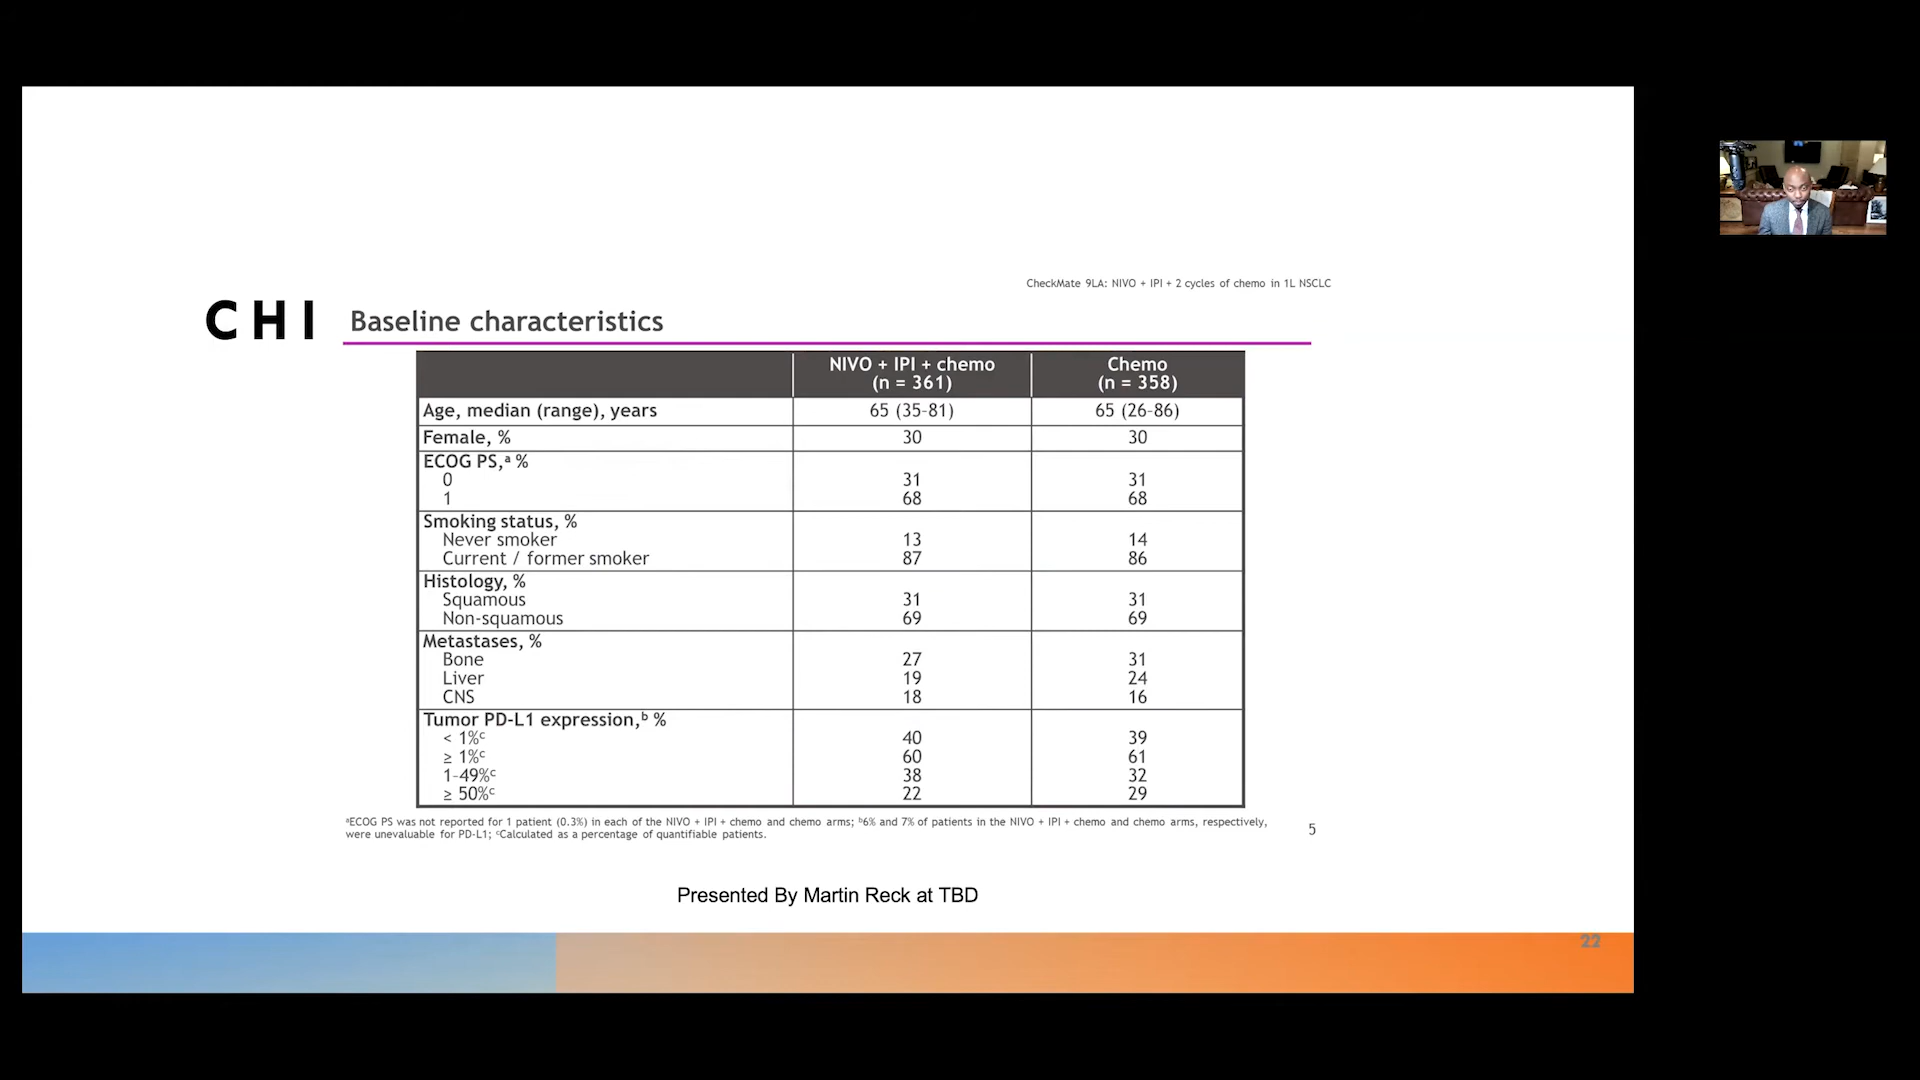 CheckMate 9LA: NIVO + IPI + 2 cycles of chemo in 1L NSCLC
CHI
Baseline characteristics
NIVO + IPI + chemo (n = 361) Chemo (n = 358)
Age, median (range), years 65 (35–81) 65 (26–86)
Female, % 30 30
ECOG PS,ᵃ %
0 31 31
1 68 68
Smoking status, %
Never smoker 13 14
Current / former smoker 87 86
Histology, %
Squamous 31 31
Non-squamous 69 69
Metastases, %
Bone 27 31
Liver 19 24
CNS 18 16
Tumor PD-L1 expression,ᵇ %
< 1%ᶜ 40 39
≥ 1%ᶜ 60 61
1–49%ᶜ 38 32
≥ 50%ᶜ 22 29
ᵃECOG PS was not reported for 1 patient (0.3%) in each of the NIVO + IPI + chemo and chemo arms; ᵇ6% and 7% of patients in the NIVO + IPI + chemo and chemo arms, respectively,
were unevaluable for PD-L1; ᶜCalculated as a percentage of quantifiable patients.
5
Presented By Martin Reck at TBD
22